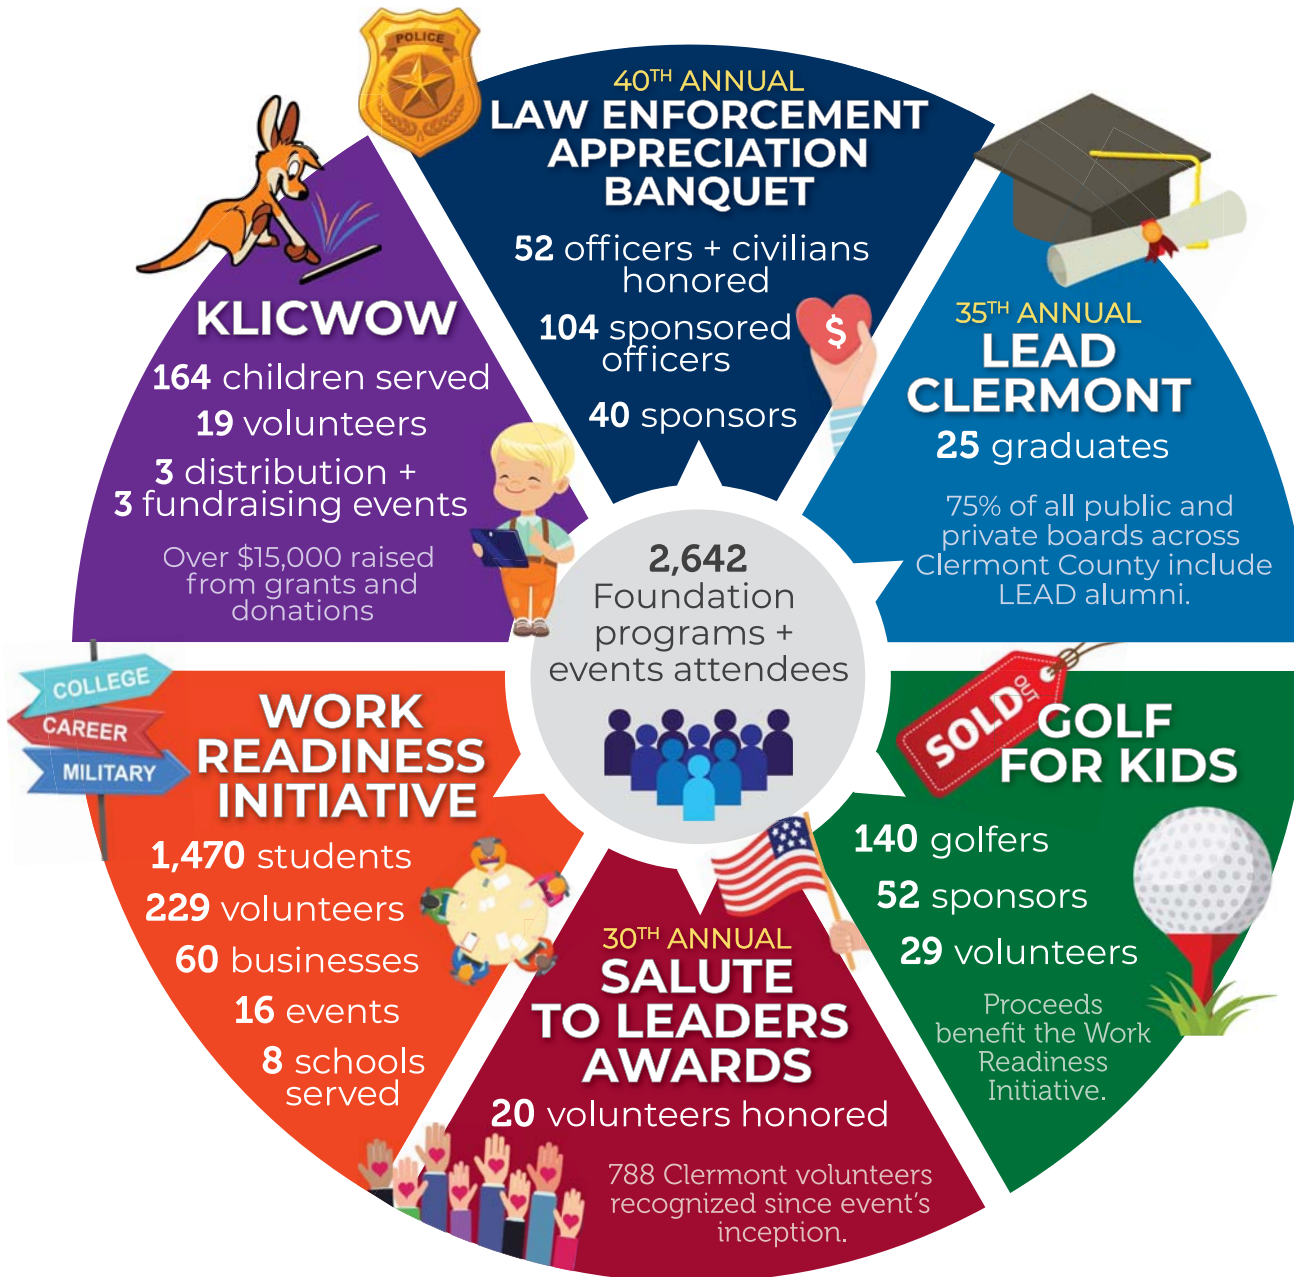 POLICE
40TH ANNUAL
LAW ENFORCEMENT
APPRECIATION
BANQUET
52 officers + civilians
honored
104 sponsored
officers
40 sponsors
$
35TH ANNUAL
LEAD
CLERMONT
25 graduates
75% of all public and
private boards across
Clermont County include
LEAD alumni.
SOLD OUT
GOLF
FOR KIDS
140 golfers
52 sponsors
29 volunteers
Proceeds
benefit the Work
Readiness
Initiative.
30TH ANNUAL
SALUTE
TO LEADERS
AWARDS
20 volunteers honored
788 Clermont volunteers
recognized since event's
inception.
COLLEGE
CAREER
MILITARY
WORK
READINESS
INITIATIVE
1,470 students
229 volunteers
60 businesses
16 events
8 schools
served
KLICWOW
164 children served
19 volunteers
3 distribution +
3 fundraising events
Over $15,000 raised
from grants and
donations
2,642
Foundation
programs +
events attendees